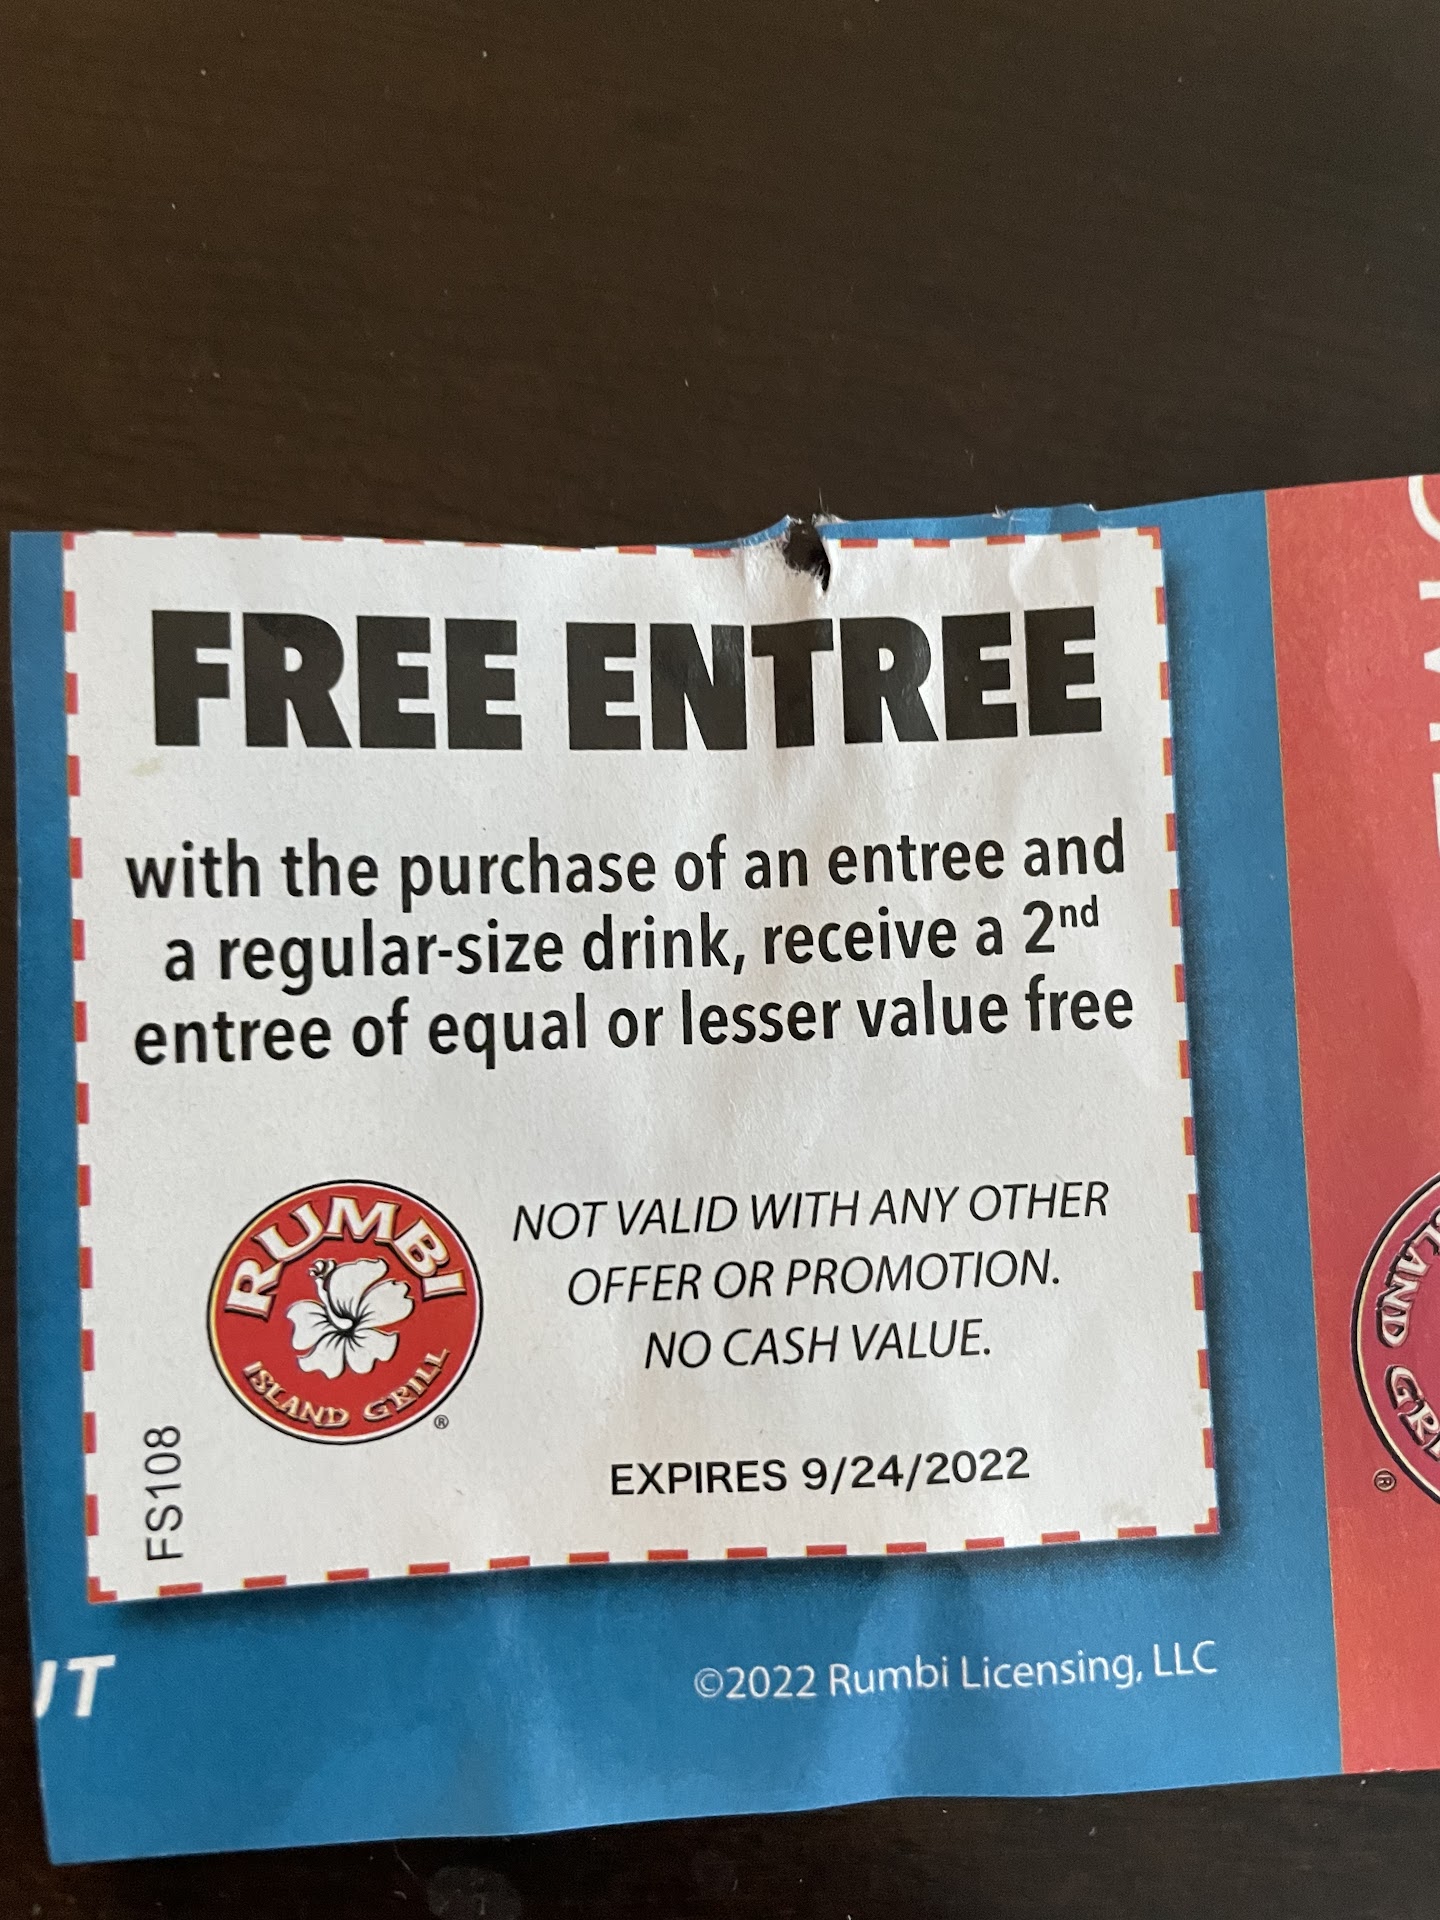 FREE ENTREE
with the purchase of an entree and
a regular-size drink, receive a 2nd
entree of equal or lesser value free
RUMBI
ISLAND GRILL
®
NOT VALID WITH ANY OTHER
OFFER OR PROMOTION.
NO CASH VALUE.
EXPIRES 9/24/2022
FS108
©2022 Rumbi Licensing, LLC
®